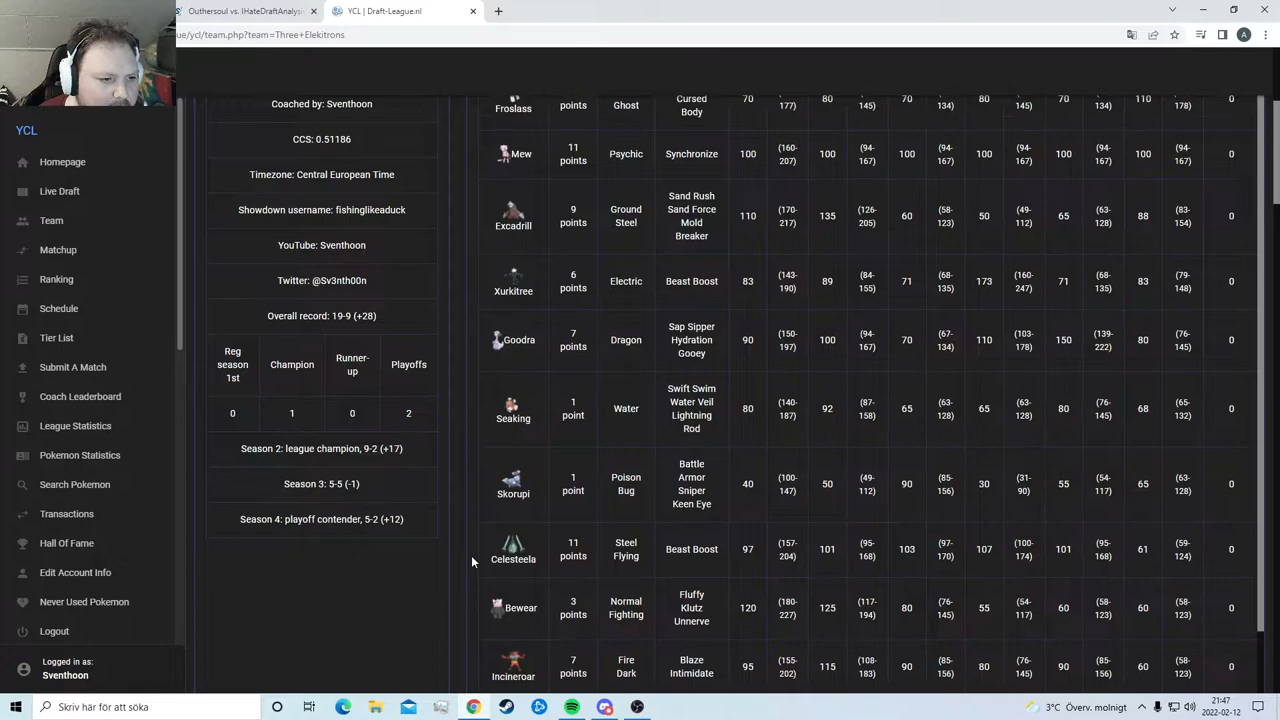 Outhersoul vs. IHateDraftAnalys
YCL | Draft-League.nl
ue/ycl/team.php?team=Three+Elekitrons
A
YCL
Homepage
Live Draft
Team
Matchup
Ranking
Schedule
Tier List
Submit A Match
Coach Leaderboard
League Statistics
Pokemon Statistics
Search Pokemon
Transactions
Hall Of Fame
Edit Account Info
Never Used Pokemon
Logout
Logged in as:
Sventhoon
Coached by: Sventhoon
CCS: 0.51186
Timezone: Central European Time
Showdown username: fishinglikeaduck
YouTube: Sventhoon
Twitter: @Sv3nth00n
Overall record: 19-9 (+28)
Reg season 1st Champion Runner-up Playoffs
0 1 0 2
Season 2: league champion, 9-2 (+17)
Season 3: 5-5 (-1)
Season 4: playoff contender, 5-2 (+12)
Froslass points Ghost Cursed Body 70 177) 80 145) 70 134) 80 145) 70 134) 110 178) 0
Mew 11 points Psychic Synchronize 100 (160-207) 100 (94-167) 100 (94-167) 100 (94-167) 100 (94-167) 100 (94-167) 0
Excadrill 9 points Ground Steel Sand Rush Sand Force Mold Breaker 110 (170-217) 135 (126-205) 60 (58-123) 50 (49-112) 65 (63-128) 88 (83-154) 0
Xurkitree 6 points Electric Beast Boost 83 (143-190) 89 (84-155) 71 (68-135) 173 (160-247) 71 (68-135) 83 (79-148) 0
Goodra 7 points Dragon Sap Sipper Hydration Gooey 90 (150-197) 100 (94-167) 70 (67-134) 110 (103-178) 150 (139-222) 80 (76-145) 0
Seaking 1 point Water Swift Swim Water Veil Lightning Rod 80 (140-187) 92 (87-158) 65 (63-128) 65 (63-128) 80 (76-145) 68 (65-132) 0
Skorupi 1 point Poison Bug Battle Armor Sniper Keen Eye 40 (100-147) 50 (49-112) 90 (85-156) 30 (31-90) 55 (54-117) 65 (63-128) 0
Celesteela 11 points Steel Flying Beast Boost 97 (157-204) 101 (95-168) 103 (97-170) 107 (100-174) 101 (95-168) 61 (59-124) 0
Bewear 3 points Normal Fighting Fluffy Klutz Unnerve 120 (180-227) 125 (117-194) 80 (76-145) 55 (54-117) 60 (58-123) 60 (58-123) 0
Incineroar 7 points Fire Dark Blaze Intimidate 95 (155-202) 115 (108-183) 90 (85-156) 80 (76-145) 90 (85-156) 60 (58-123) 0
Skriv här för att söka
3°C Överv. molnigt
21:47
2022-02-12